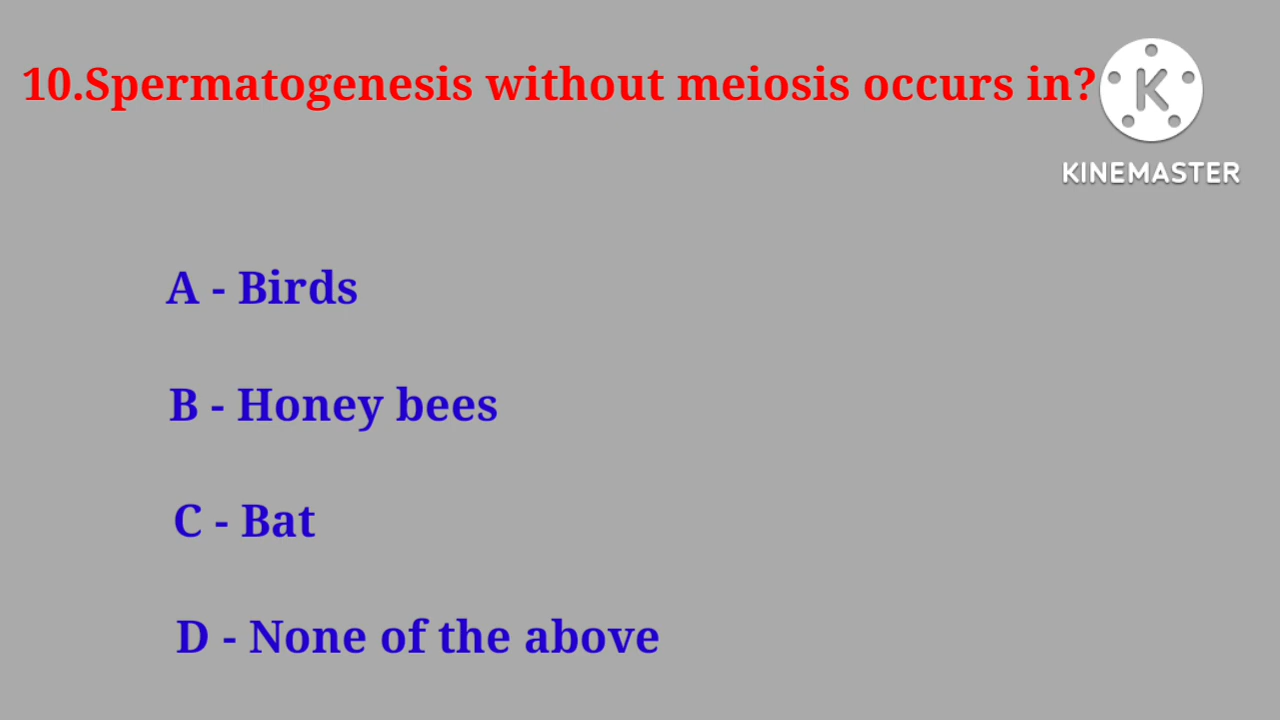 10.Spermatogenesis without meiosis occurs in?
K
KINEMASTER
A - Birds
B - Honey bees
C - Bat
D - None of the above